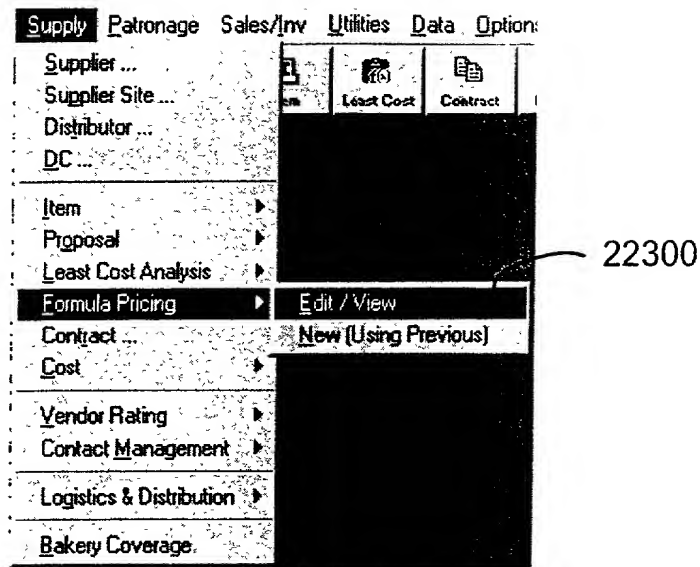 Supply Patronage Sales/Inv Utilities Data Option
Supplier ...
Supplier Site ...
Distributor ...
DC ...
Least Cost Contract
Item
Proposal
Least Cost Analysis
Formula Pricing Edit / View
22300
Contract ... New (Using Previous)
Cost
Vendor Rating
Contact Management
Logistics & Distribution
Bakery Coverage